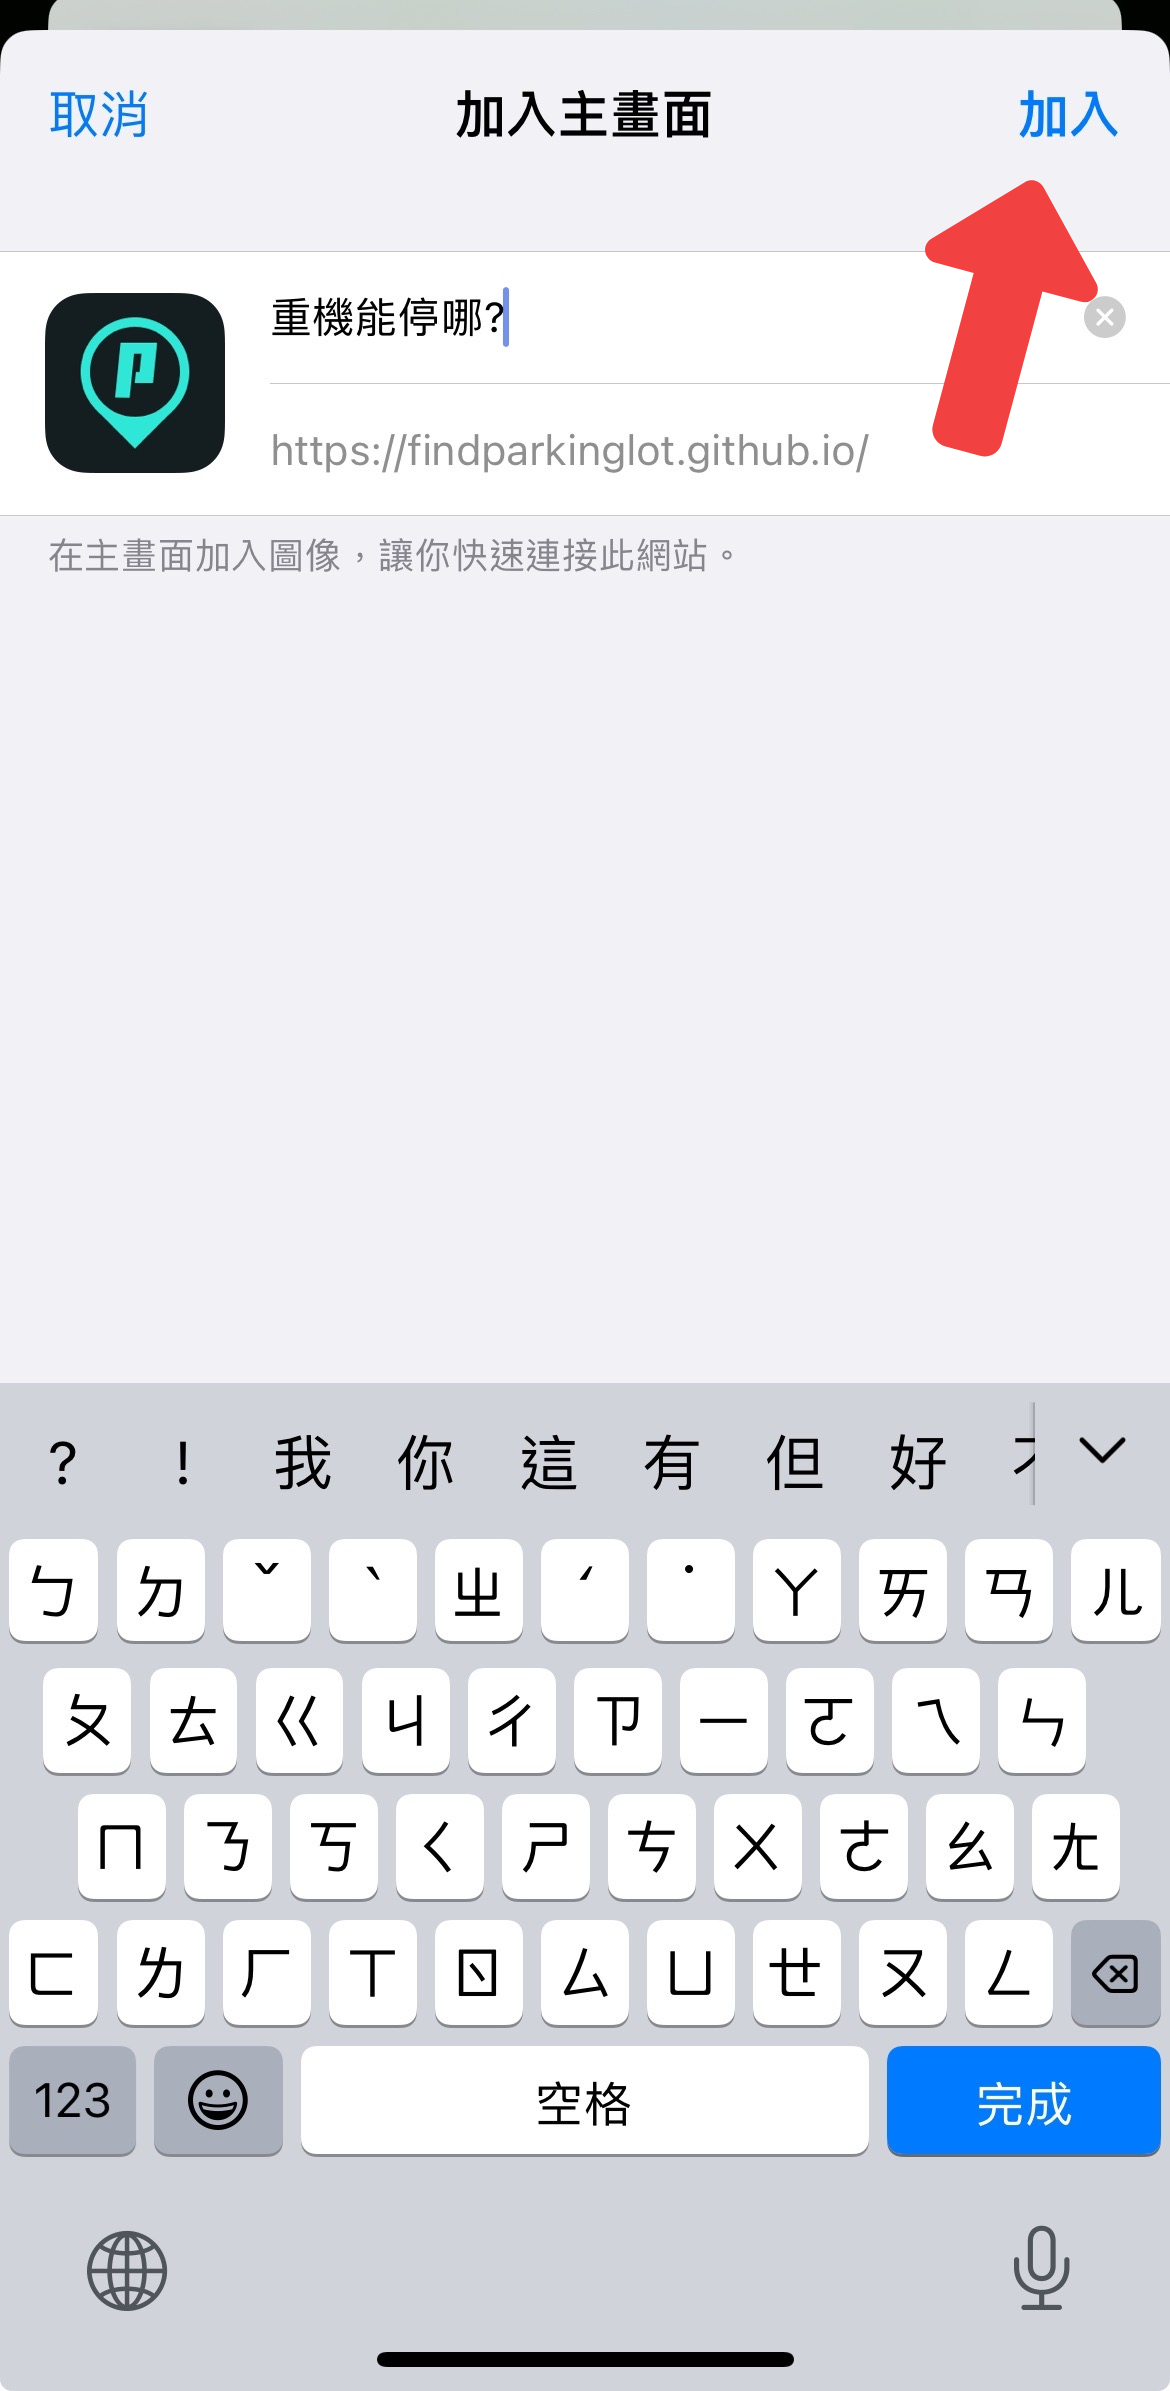 取消 加入主畫面 加入
重機能停哪?
https://findparkinglot.github.io/
在主畫面加入圖像，讓你快速連接此網站。
? ! 我 你 這 有 但 好
ㄅ ㄉ ˇ ˋ ㄓ ˊ ˙ ㄚ ㄞ ㄢ ㄦ
ㄆ ㄊ ㄍ ㄐ ㄔ ㄗ ㄧ ㄛ ㄟ ㄣ
ㄇ ㄋ ㄎ ㄑ ㄕ ㄘ ㄨ ㄜ ㄠ ㄤ
ㄈ ㄌ ㄏ ㄒ ㄖ ㄙ ㄩ ㄝ ㄡ ㄥ
123 空格 完成